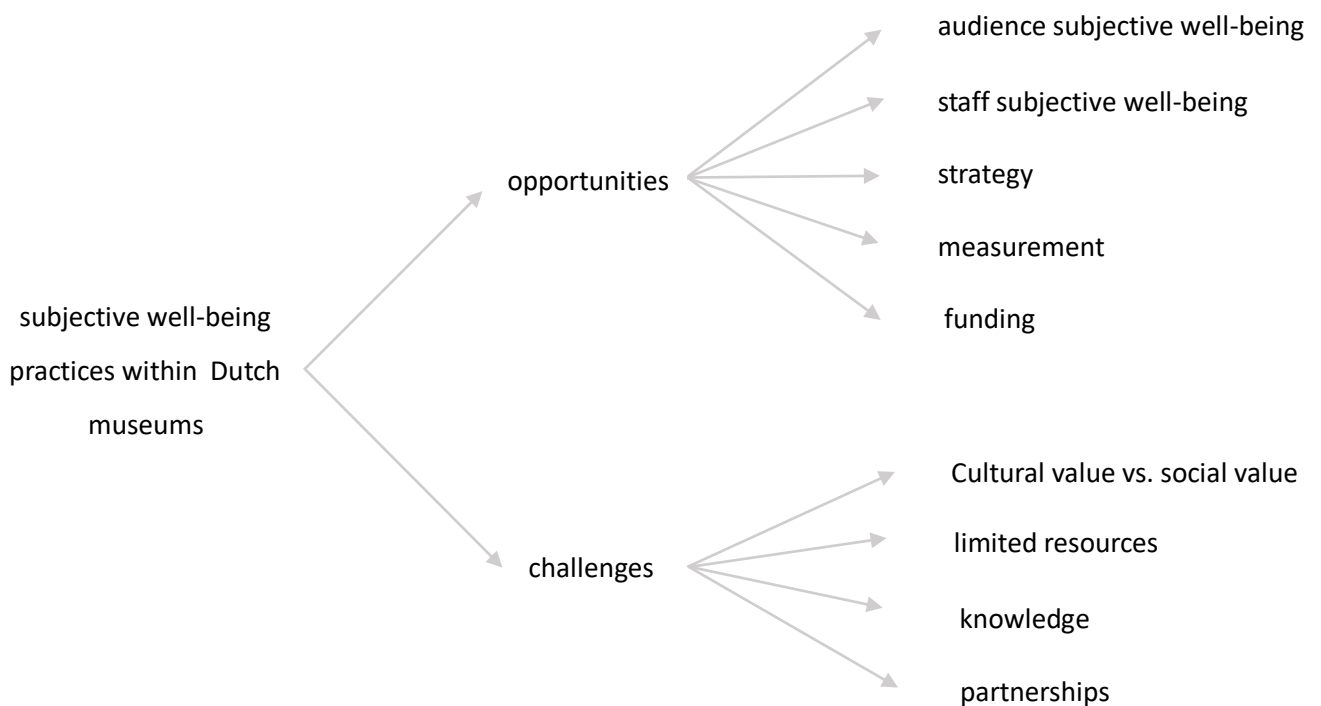 subjective well-being
practices within Dutch
museums
opportunities
audience subjective well-being
staff subjective well-being
strategy
measurement
funding
challenges
Cultural value vs. social value
limited resources
knowledge
partnerships